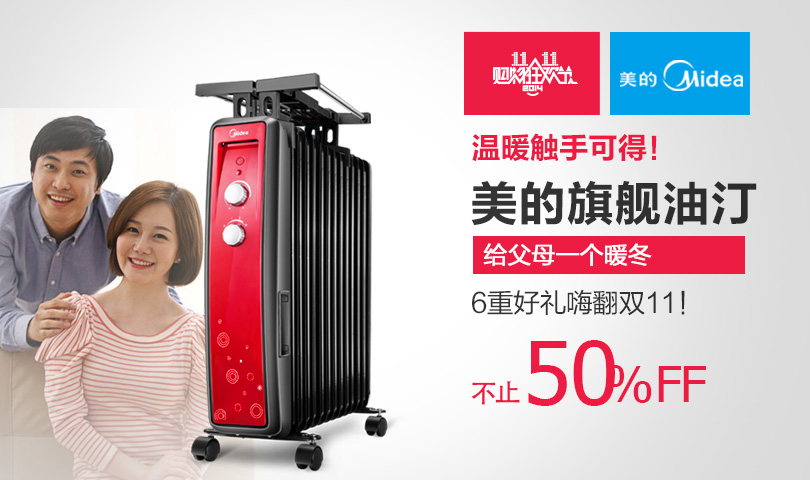 11 11
购物狂欢节
2014
美的 Midea
温暖触手可得!
美的旗舰油汀
给父母一个暖冬
6重好礼嗨翻双11!
不止50%FF
Midea